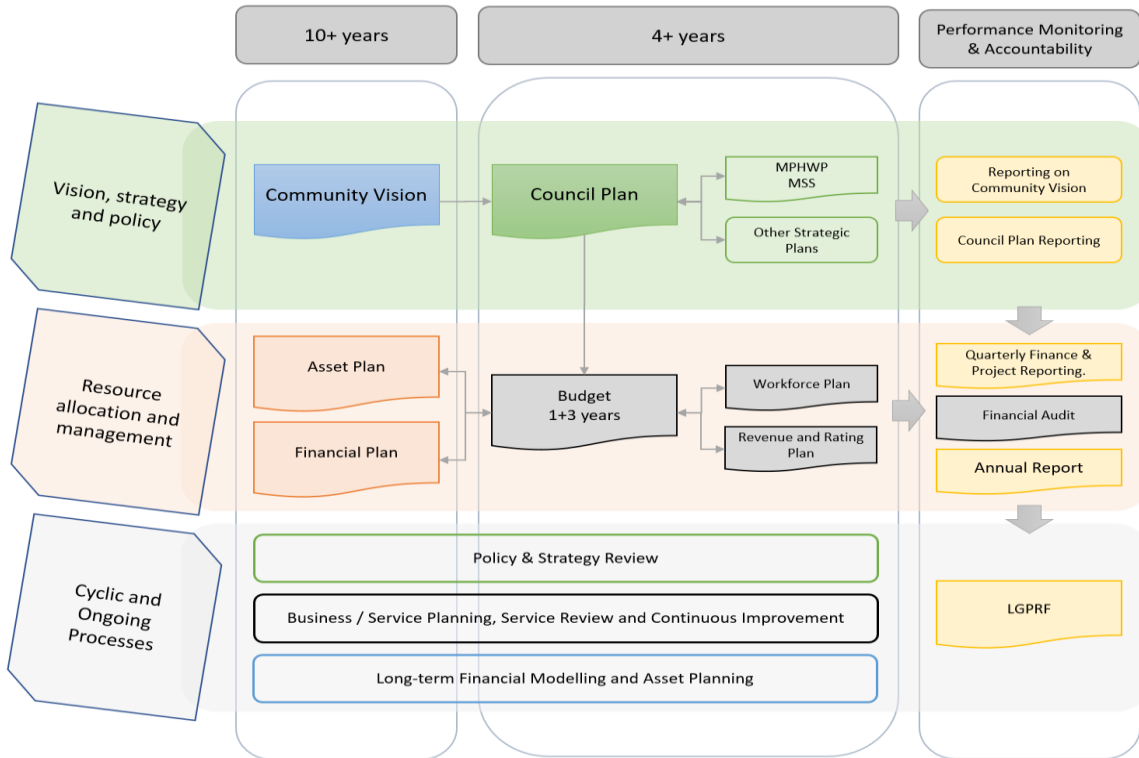 10+ years
4+ years
Performance Monitoring
& Accountability
Vision, strategy
and policy
Community Vision
Council Plan
MPHWP
MSS
Other Strategic
Plans
Reporting on
Community Vision
Council Plan Reporting
Resource
allocation and
management
Asset Plan
Financial Plan
Budget
1+3 years
Workforce Plan
Revenue and Rating
Plan
Quarterly Finance &
Project Reporting.
Financial Audit
Annual Report
Cyclic and
Ongoing
Processes
Policy & Strategy Review
Business / Service Planning, Service Review and Continuous Improvement
Long-term Financial Modelling and Asset Planning
LGPRF